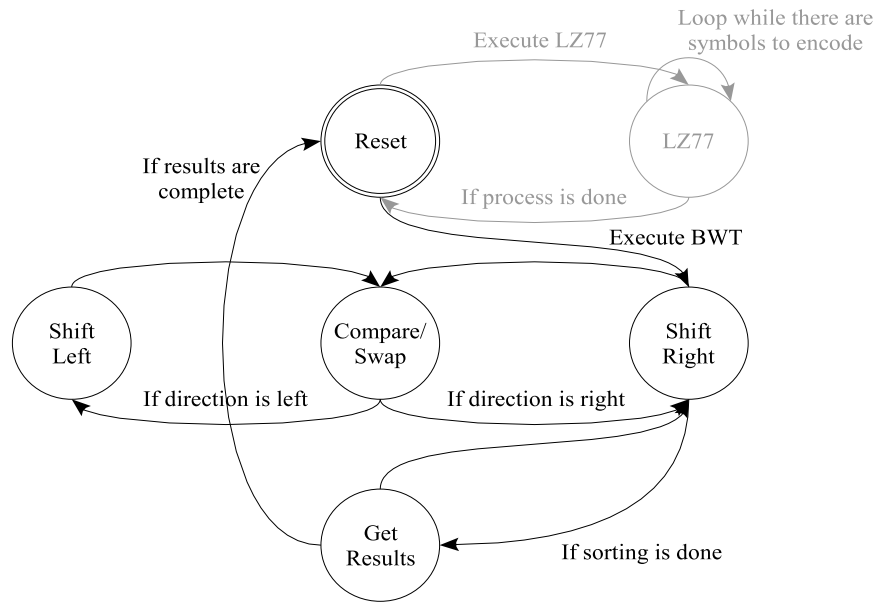 Loop while there are
symbols to encode
Execute LZ77
Reset
LZ77
If results are
complete
If process is done
Execute BWT
Shift
Left
Compare/
Swap
Shift
Right
If direction is left
If direction is right
Get
Results
If sorting is done